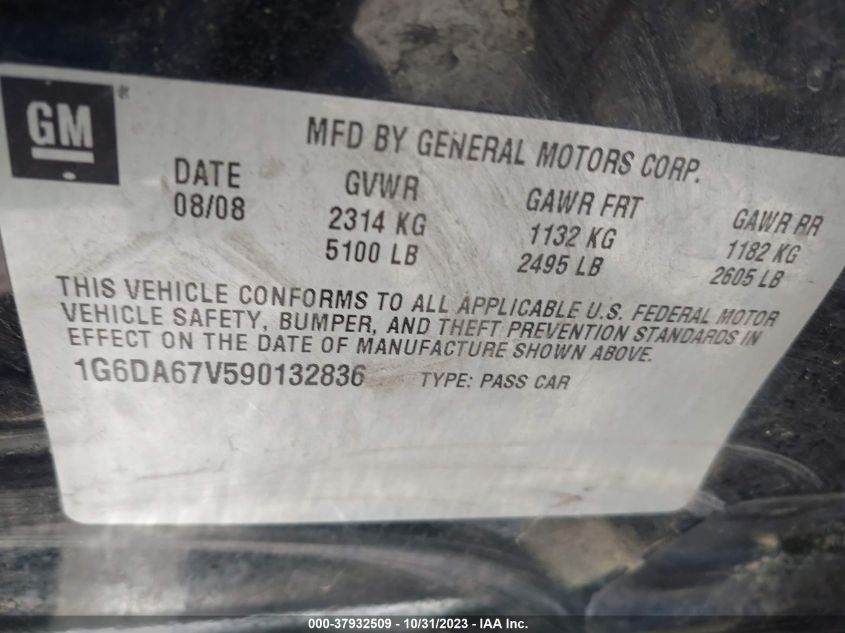 GM
MFD BY GENERAL MOTORS CORP.
DATE GVWR GAWR FRT GAWR RR
08/08 2314 KG 1132 KG 1182 KG
5100 LB 2495 LB 2605 LB
THIS VEHICLE CONFORMS TO ALL APPLICABLE U.S. FEDERAL MOTOR
VEHICLE SAFETY, BUMPER, AND THEFT PREVENTION STANDARDS IN
EFFECT ON THE DATE OF MANUFACTURE SHOWN ABOVE.
1G6DA67V590132836 TYPE: PASS CAR
000-37932509 - 10/31/2023 - IAA Inc.